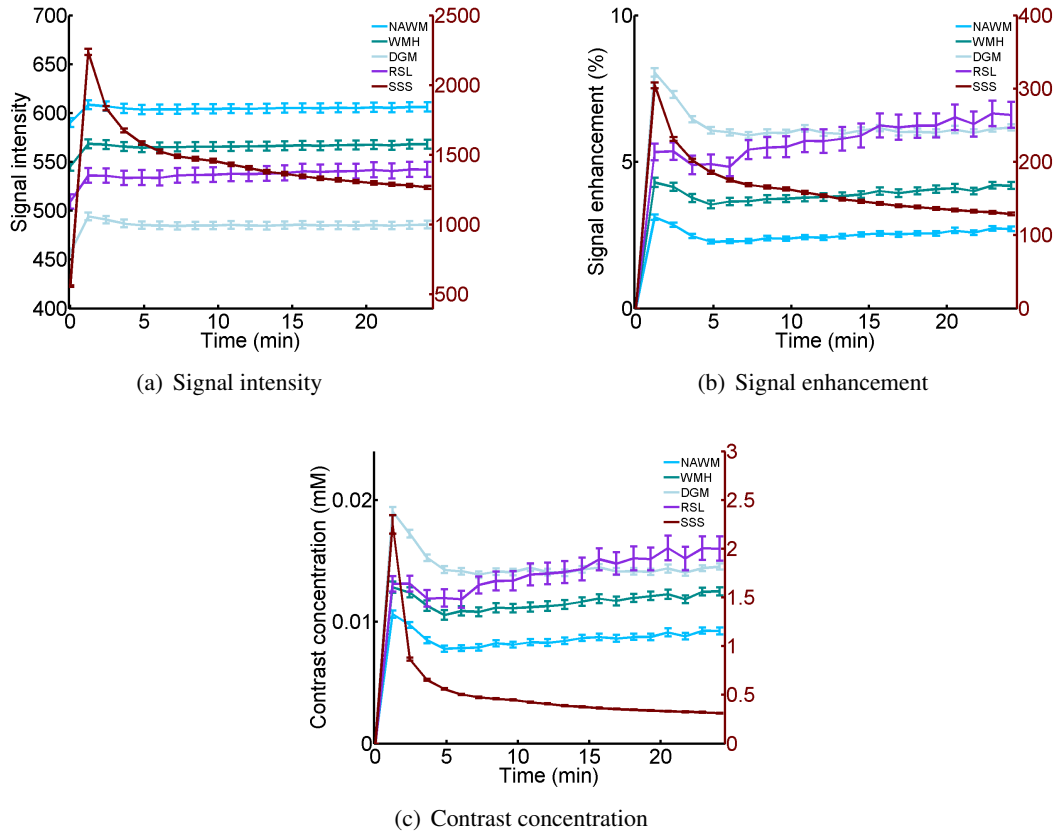 700
650
600
550
500
450
400
Signal intensity
2500
2000
1500
1000
500
NAWM
WMH
DGM
RSL
SSS
0
5
10
15
20
Time (min)
(a) Signal intensity
10
5
0
Signal enhancement (%)
400
300
200
100
0
NAWM
WMH
DGM
RSL
SSS
0
5
10
15
20
Time (min)
(b) Signal enhancement
0.02
0.01
0
Contrast concentration (mM)
3
2.5
2
1.5
1
0.5
0
NAWM
WMH
DGM
RSL
SSS
0
5
10
15
20
Time (min)
(c) Contrast concentration